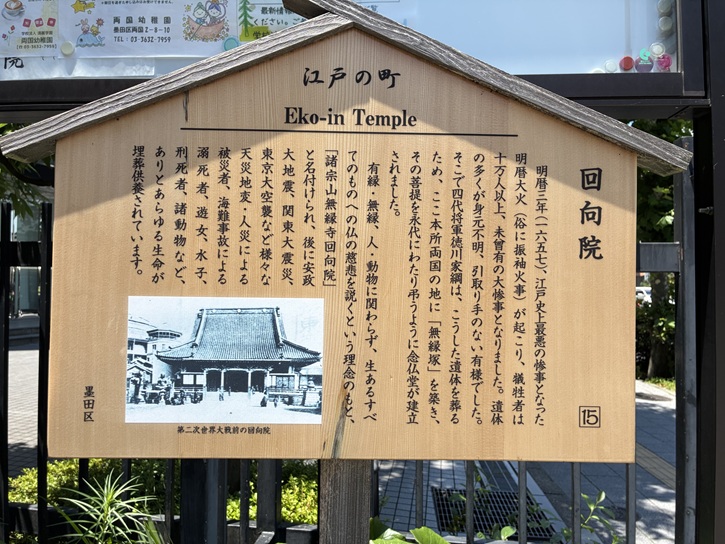 両国幼稚園
墨田区両国2-8-10
TEL:03-3632-7959
両国幼稚園
最新情報
院
江戸の町
Eko-in Temple
回向院
明暦三年(一六五七)、江戸史上最悪の惨事となった
明暦大火(俗に振袖火事)が起こり、犠牲者は
十万人以上、未曾有の大惨事となりました。遺体
の多くが身元不明、引取り手のない有様でした。
そこで四代将軍徳川家綱は、こうした遺体を葬る
ため、ここ本所両国の地に「無縁塚」を築き、
その菩提を永代にわたり弔うように念仏堂が建立
されました。
有縁・無縁、人・動物に関わらず、生あるすべ
てのものへの仏の慈悲を説くという理念のもと、
「諸宗山無縁寺回向院」
と名付けられ、後に安政
大地震、関東大震災、
東京大空襲など様々な
天災地変・人災による
被災者、海難事故による
溺死者、遊女、水子、
刑死者、諸動物など、
ありとあらゆる生命が
埋葬供養されています。
第二次世界大戦前の回向院
墨田区
15